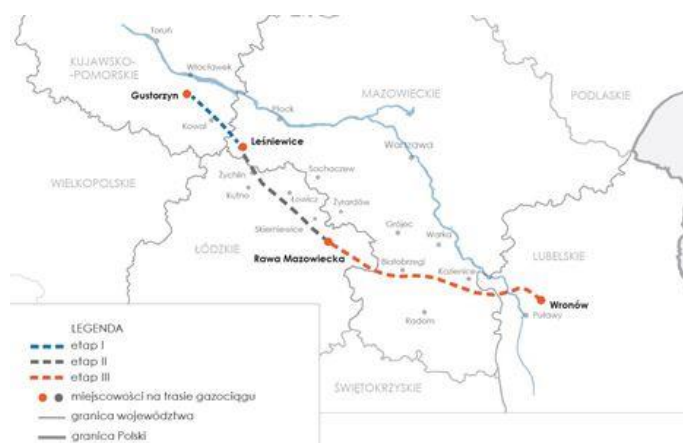 Toruń
KUJAWSKO-
-POMORSKIE
Włocławek
Gustorzyn
MAZOWIECKIE
PODLASKIE
Płock
Kowal
Leśniewice
Warszawa
WIELKOPOLSKIE
Żychlin
Sochaczew
Kutno
Łowicz
Żyrardów
Skierniewice
Grójec
ŁÓDZKIE
Warka
LUBELSKIE
Rawa Mazowiecka
Białobrzegi
Kozienice
Wronów
Radom
Puławy
LEGENDA
etap I
etap II
etap III
miejscowości na trasie gazociągu
ŚWIĘTOKRZYSKIE
granica województwa
granica Polski